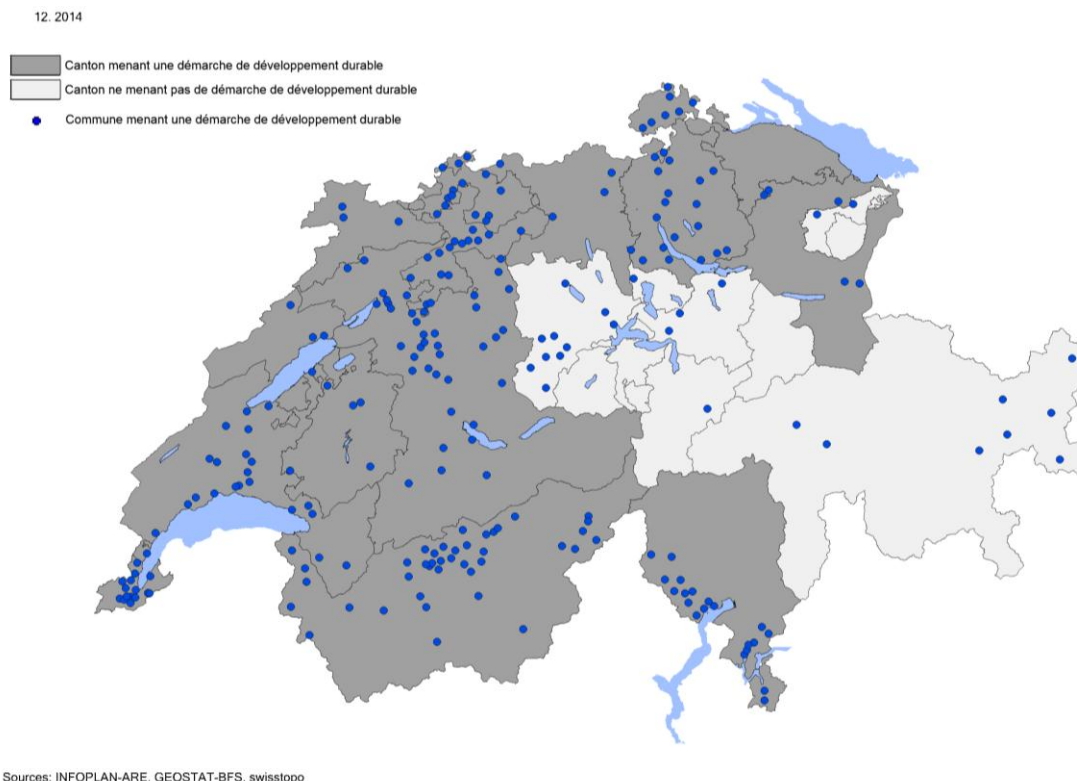 12. 2014
Canton menant une démarche de développement durable
Canton ne menant pas de démarche de développement durable
Commune menant une démarche de développement durable
Sources: INFOPLAN-ARE, GEOSTAT-BFS, swisstopo